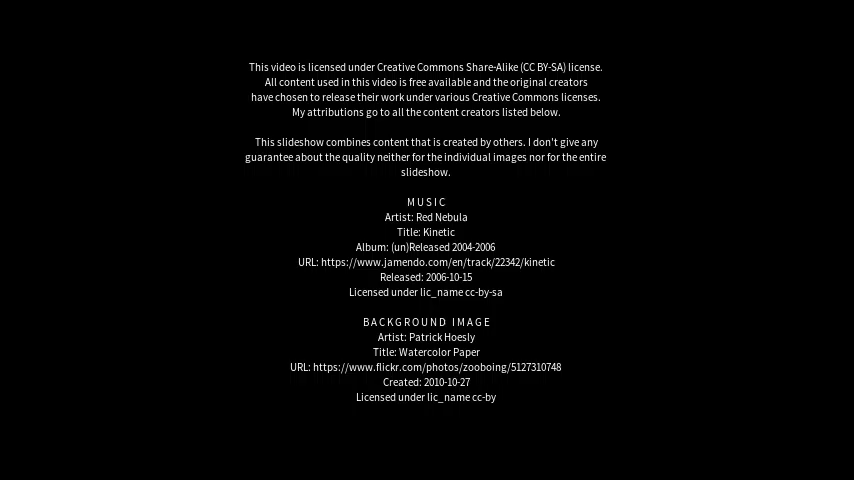 This video is licensed under Creative Commons Share-Alike (CC BY-SA) license.
All content used in this video is free available and the original creators
have chosen to release their work under various Creative Commons licenses.
My attributions go to all the content creators listed below.
This slideshow combines content that is created by others. I don't give any
guarantee about the quality neither for the individual images nor for the entire
slideshow.
MUSIC
Artist: Red Nebula
Title: Kinetic
Album: (un)Released 2004-2006
URL: https://www.jamendo.com/en/track/22342/kinetic
Released: 2006-10-15
Licensed under lic_name cc-by-sa
BACKGROUND IMAGE
Artist: Patrick Hoesly
Title: Watercolor Paper
URL: https://www.flickr.com/photos/zooboing/5127310748
Created: 2010-10-27
Licensed under lic_name cc-by